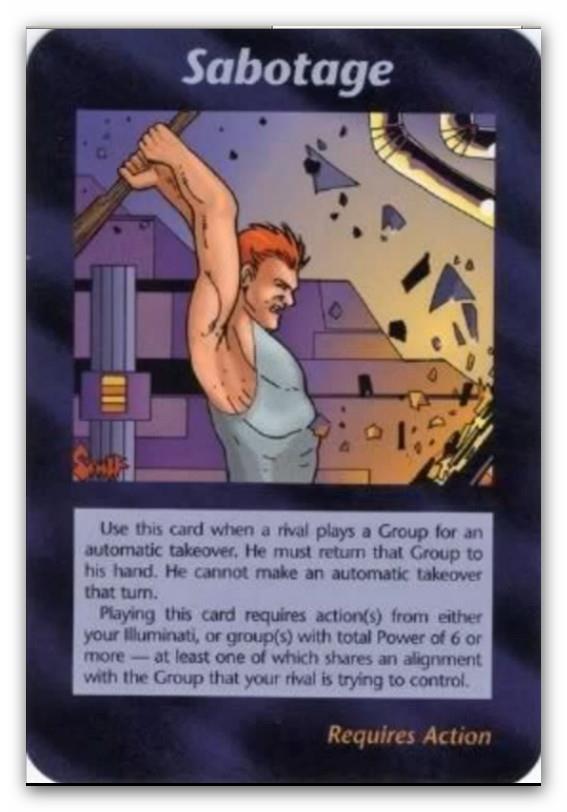 Sabotage
Use this card when a rival plays a Group for an
automatic takeover. He must return that Group to
his hand. He cannot make an automatic takeover
that turn.
Playing this card requires action(s) from either
your Illuminati, or group(s) with total Power of 6 or
more — at least one of which shares an alignment
with the Group that your rival is trying to control.
Requires Action